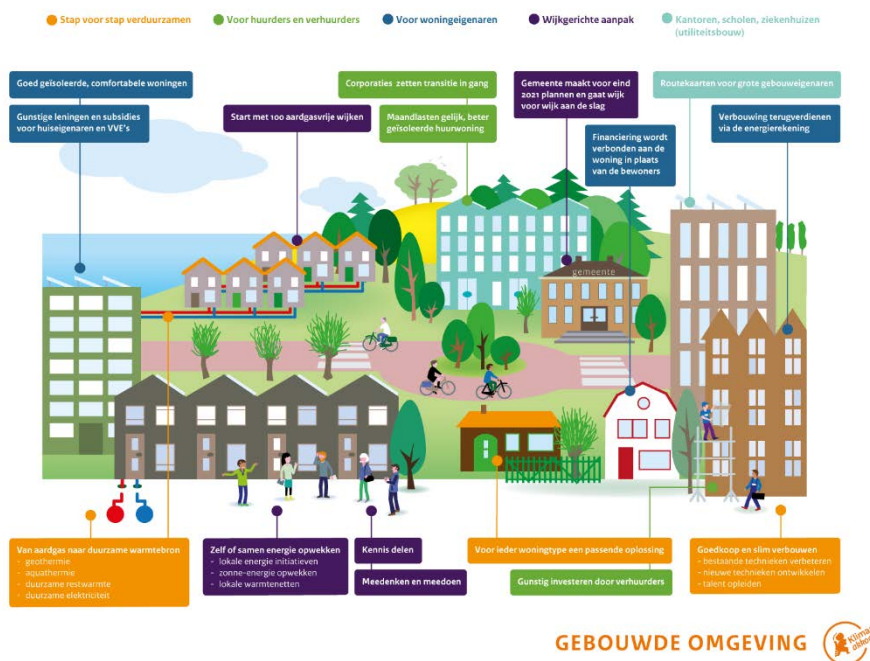 Stap voor stap verduurzamen
Voor huurders en verhuurders
Voor woningeigenaren
Wijkgerichte aanpak
Kantoren, scholen, ziekenhuizen
(utiliteitsbouw)
Goed geïsoleerde, comfortabele woningen
Gunstige leningen en subsidies
voor huiseigenaren en VVE's
Start met 100 aardgasvrije wijken
Corporaties zetten transitie in gang
Maandlasten gelijk, beter
geïsoleerde huurwoning
Gemeente maakt voor eind
2021 plannen en gaat wijk
voor wijk aan de slag
Financiering wordt
verbonden aan de
woning in plaats
van de bewoners
Routekaarten voor grote gebouweigenaren
Verbouwing terugverdienen
via de energierekening
gemeente
Van aardgas naar duurzame warmtebron
- geothermie
- aquathermie
- duurzame restwarmte
- duurzame elektriciteit
Zelf of samen energie opwekken
- lokale energie initiatieven
- zonne-energie opwekken
- lokale warmtenetten
Kennis delen
Meedenken en meedoen
Voor ieder woningtype een passende oplossing
Gunstig investeren door verhuurders
Goedkoop en slim verbouwen
- bestaande technieken verbeteren
- nieuwe technieken ontwikkelen
- talent opleiden
GEBOUWDE OMGEVING